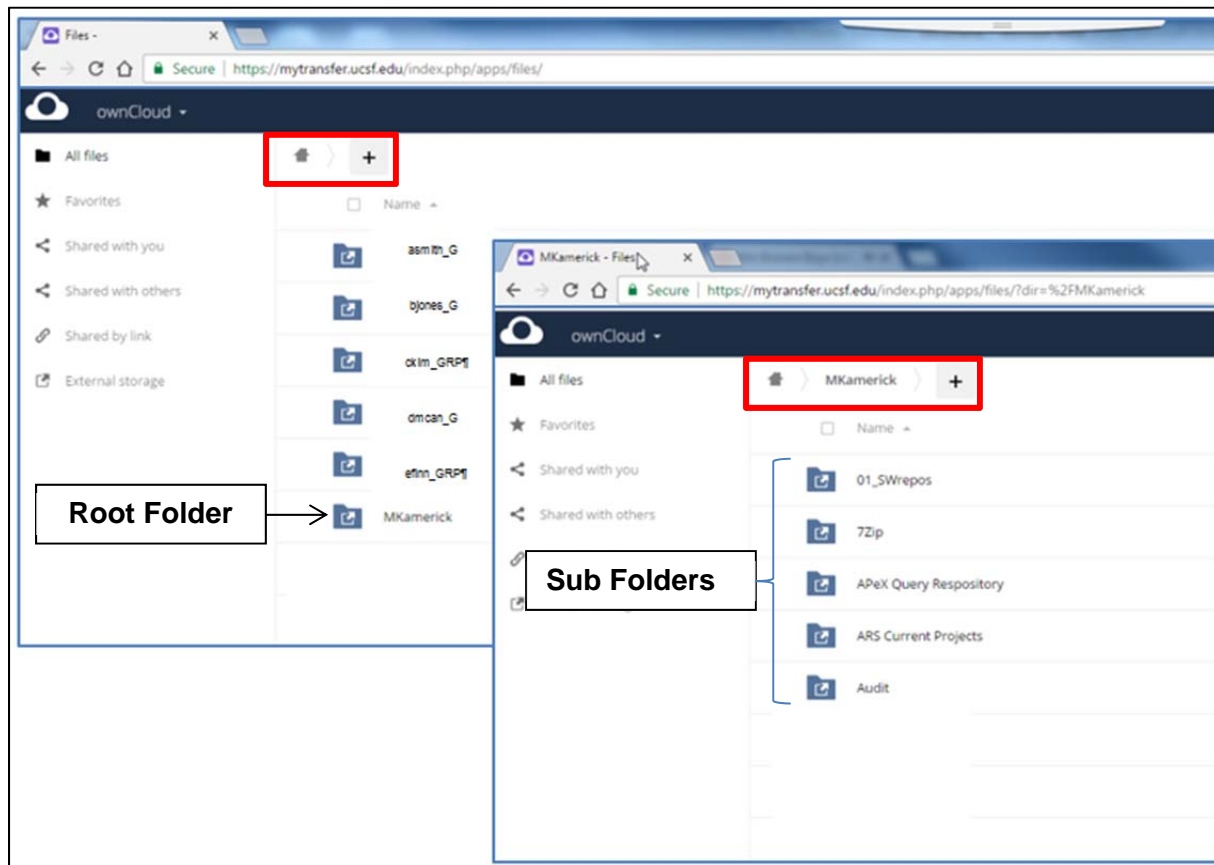 Files -
Secure | https://mytransfer.ucsf.edu/index.php/apps/files/
ownCloud
All files
Favorites
Shared with you
Shared with others
Shared by link
External storage
+
Name
asmith_G
bjones_G
ckim_GRP¶
dmcan_G
efinn_GRP¶
MKamerick
Root Folder
MKamerick - Files
Secure | https://mytransfer.ucsf.edu/index.php/apps/files/?dir=%2FMKamerick
ownCloud
All files
Favorites
Shared with you
Shared with others
MKamerick +
Name
01_SWrepos
7Zip
APeX Query Respository
ARS Current Projects
Audit
Sub Folders